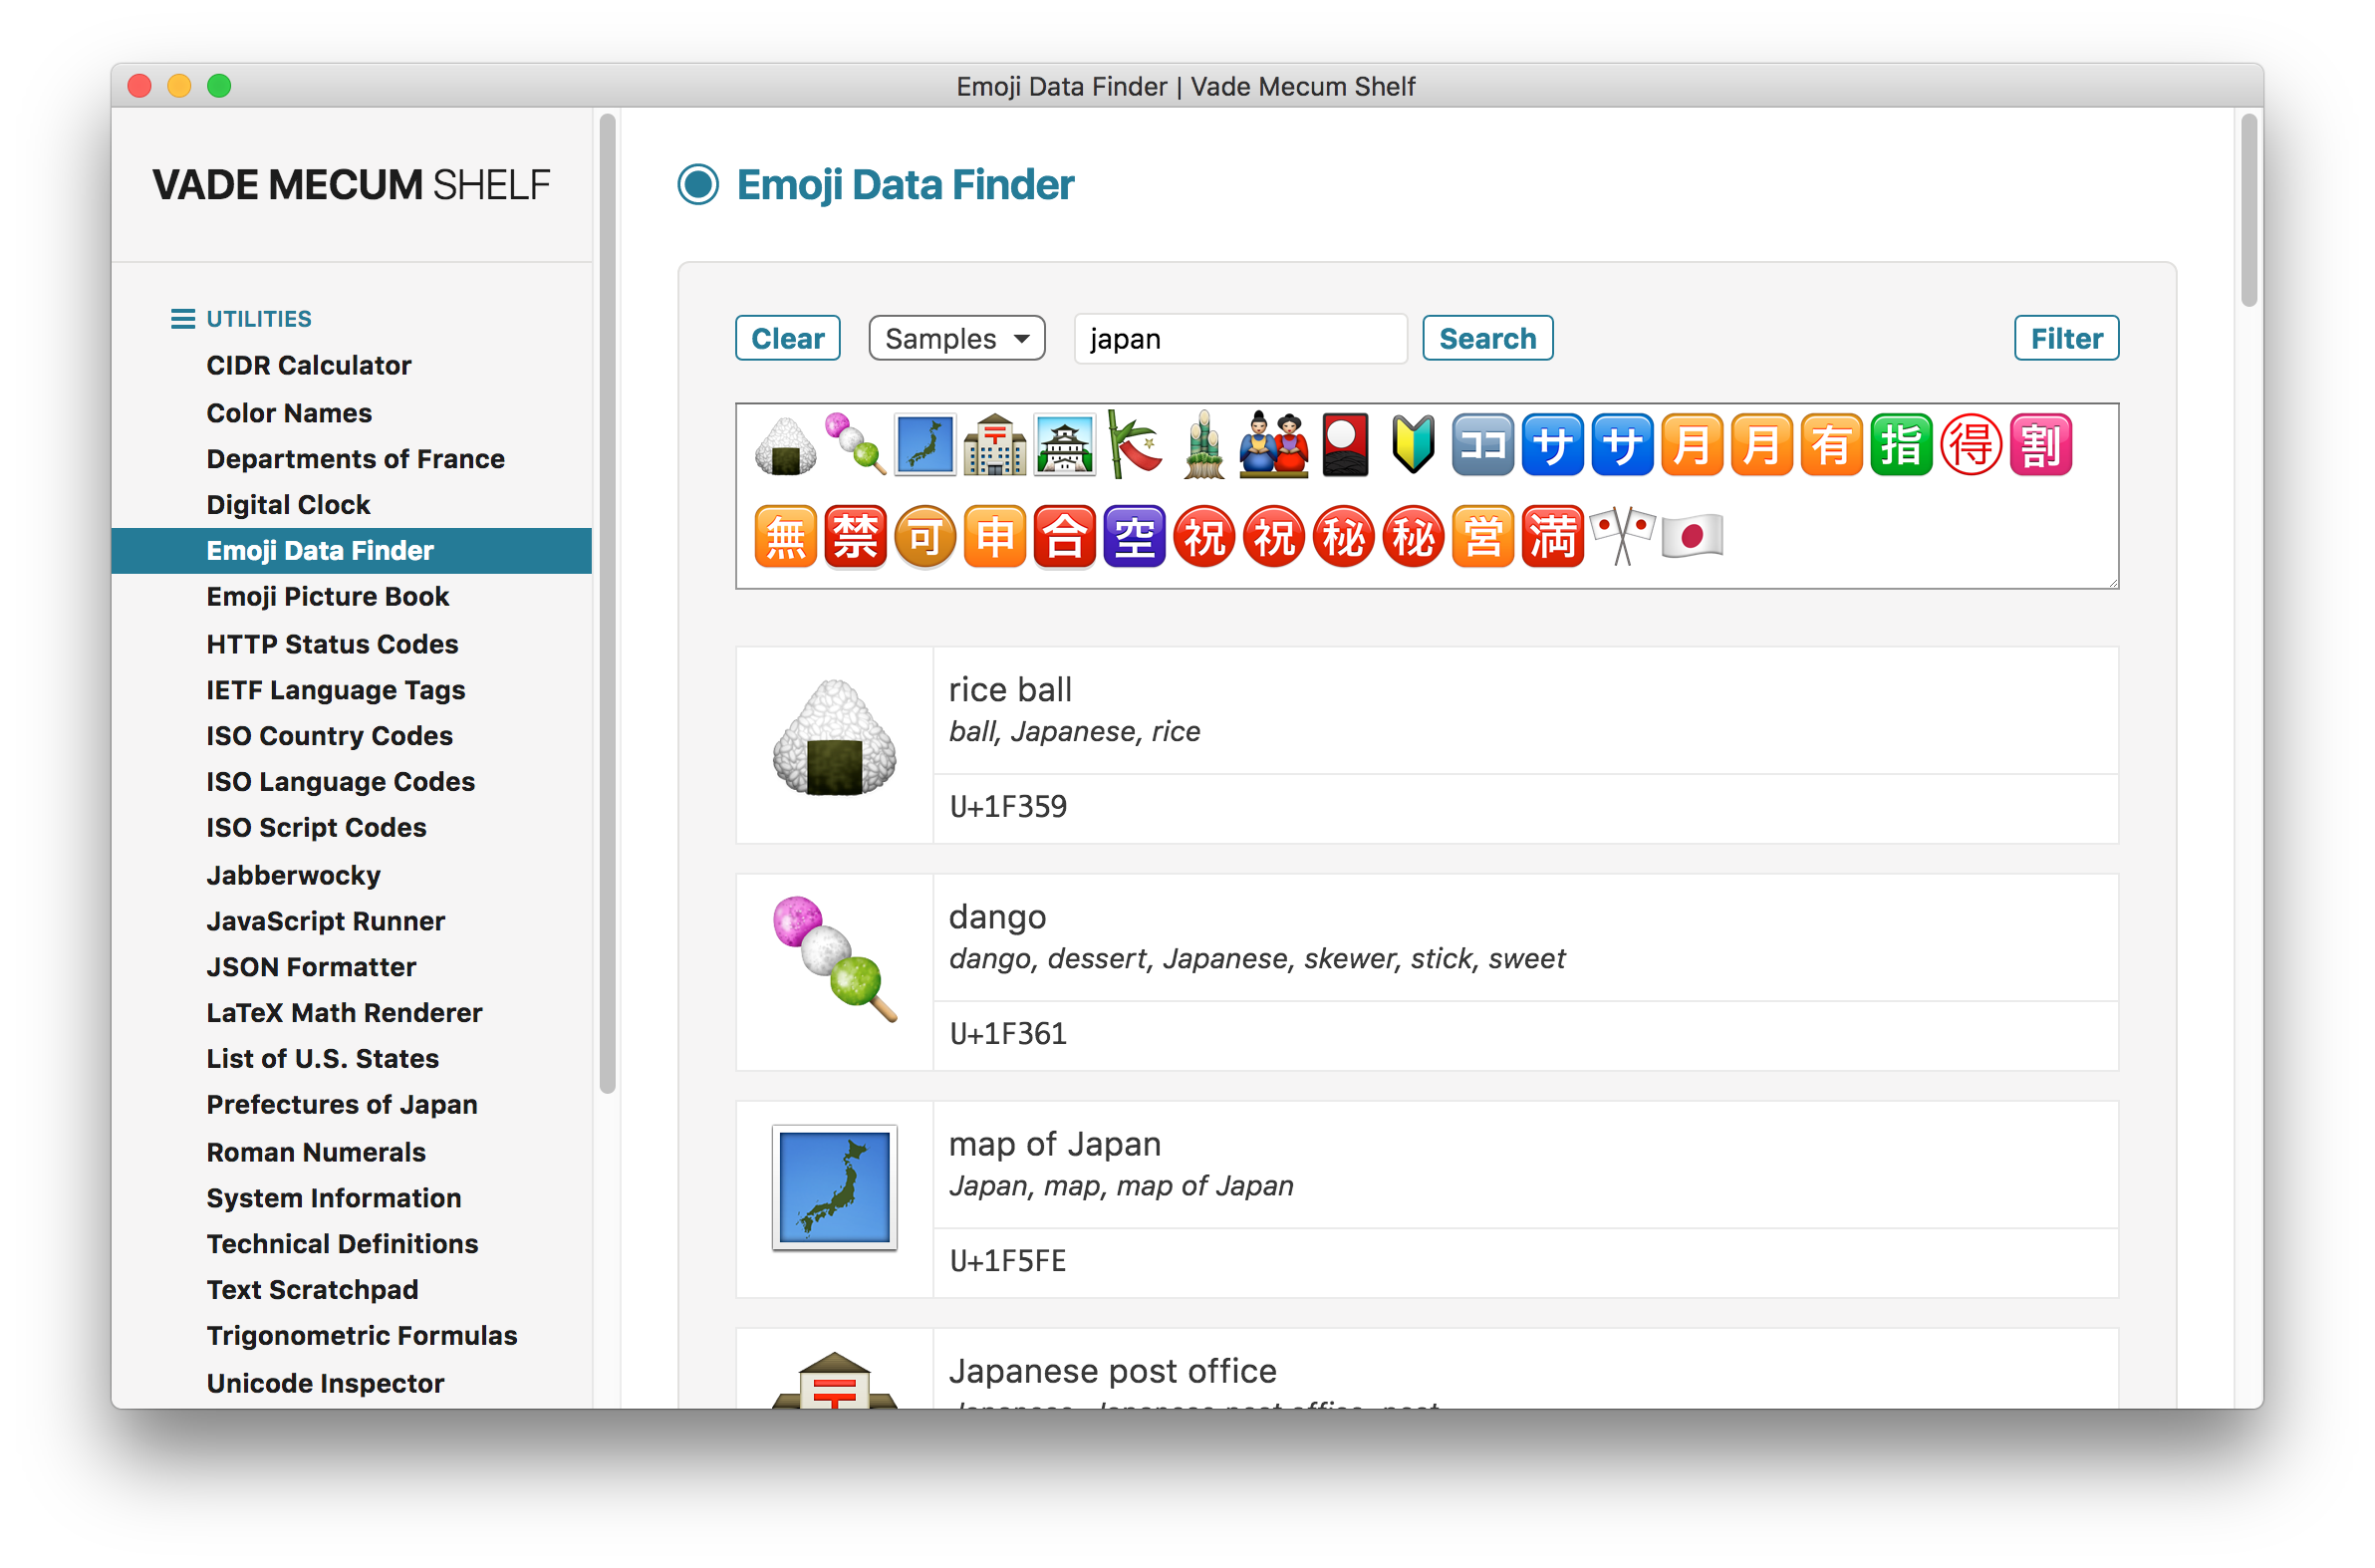 Emoji Data Finder | Vade Mecum Shelf
VADE MECUM SHELF
UTILITIES
CIDR Calculator
Color Names
Departments of France
Digital Clock
Emoji Data Finder
Emoji Picture Book
HTTP Status Codes
IETF Language Tags
ISO Country Codes
ISO Language Codes
ISO Script Codes
Jabberwocky
JavaScript Runner
JSON Formatter
LaTeX Math Renderer
List of U.S. States
Prefectures of Japan
Roman Numerals
System Information
Technical Definitions
Text Scratchpad
Trigonometric Formulas
Unicode Inspector
Emoji Data Finder
Clear Samples japan Search Filter
ココ サ サ 月 月 有 指 得 割
無 禁 可 申 合 空 祝 祝 秘 秘 営 満
rice ball
ball, Japanese, rice
U+1F359
dango
dango, dessert, Japanese, skewer, stick, sweet
U+1F361
map of Japan
Japan, map, map of Japan
U+1F5FE
Japanese post office
Japanese, Japanese post office, post